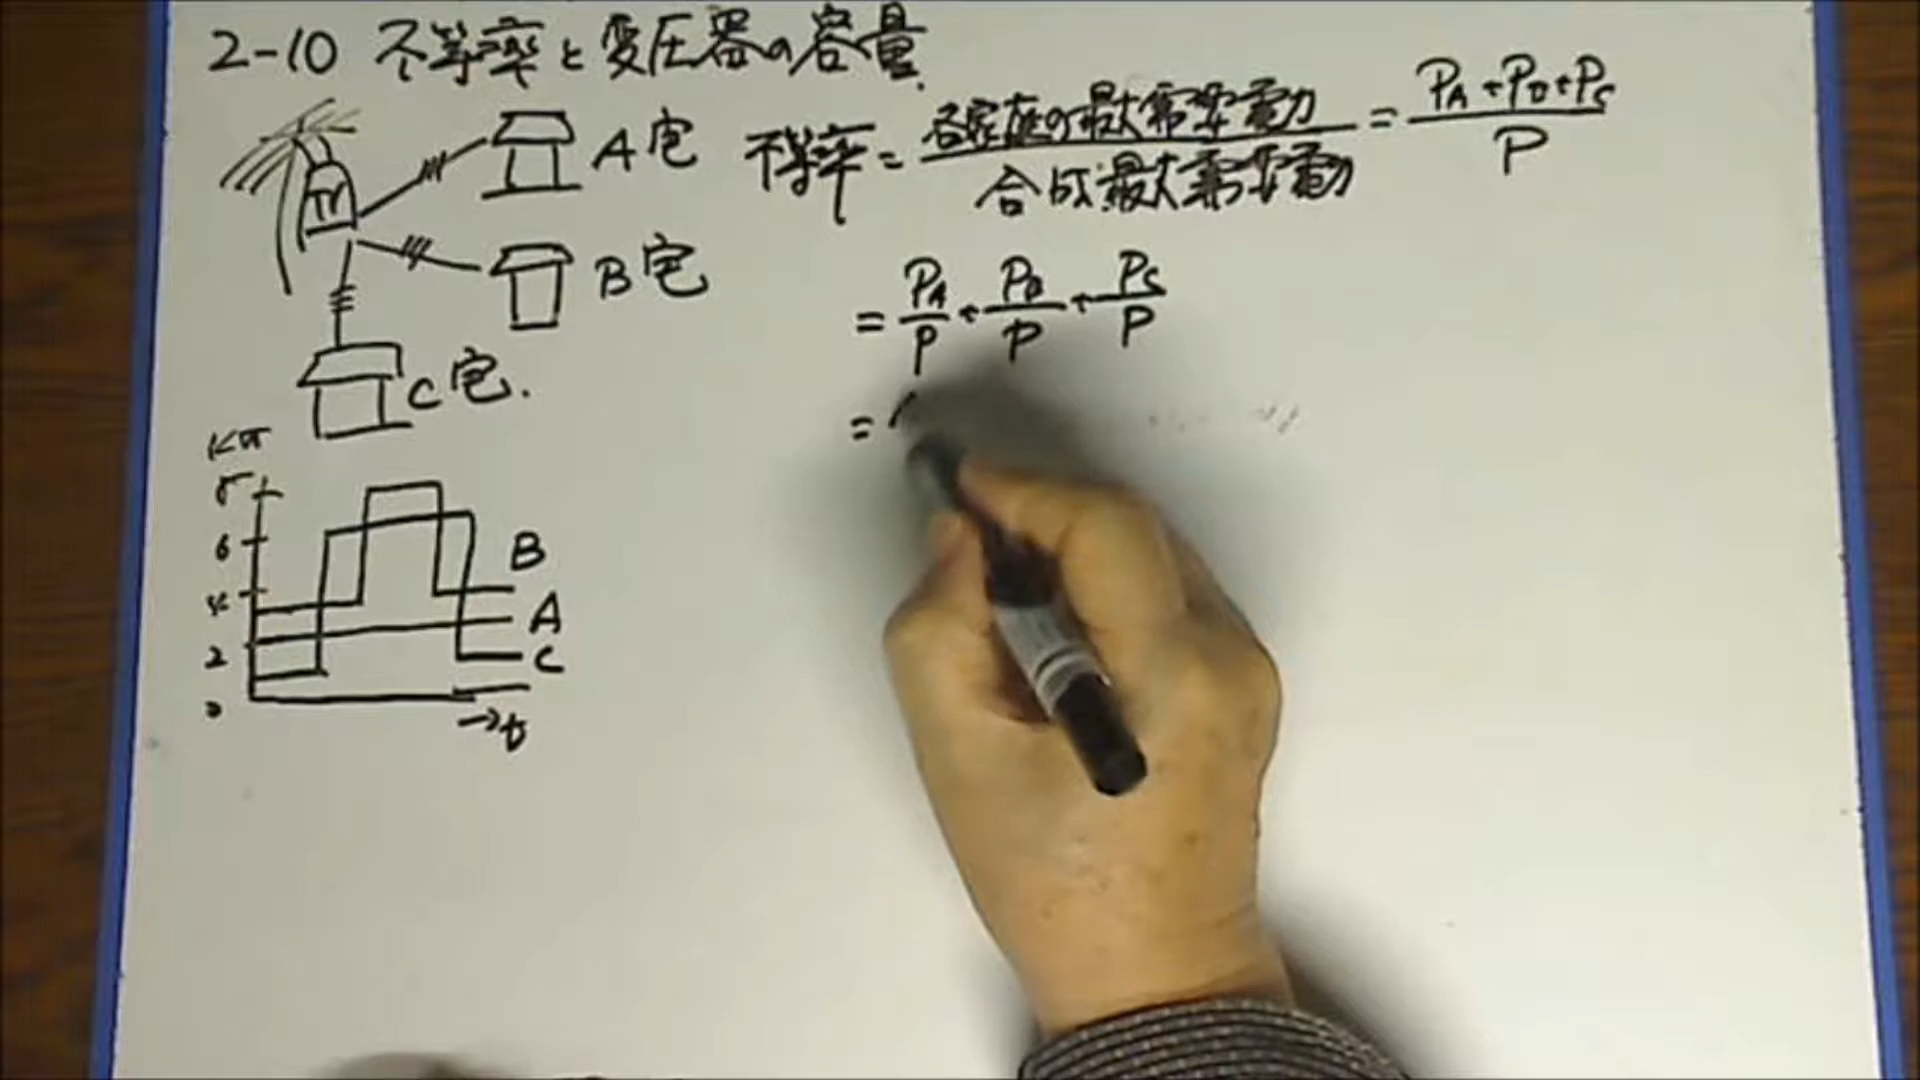 2-10 不等率と変圧器の容量.
A宅
B宅
C宅.
不等率 = 各家庭の最大需要電力 / 合成最大需要電力 = PA+PB+PC / P
= PA/P + PB/P + PC/P
=
KW
8
6
4
2
0
B
A
C
→t